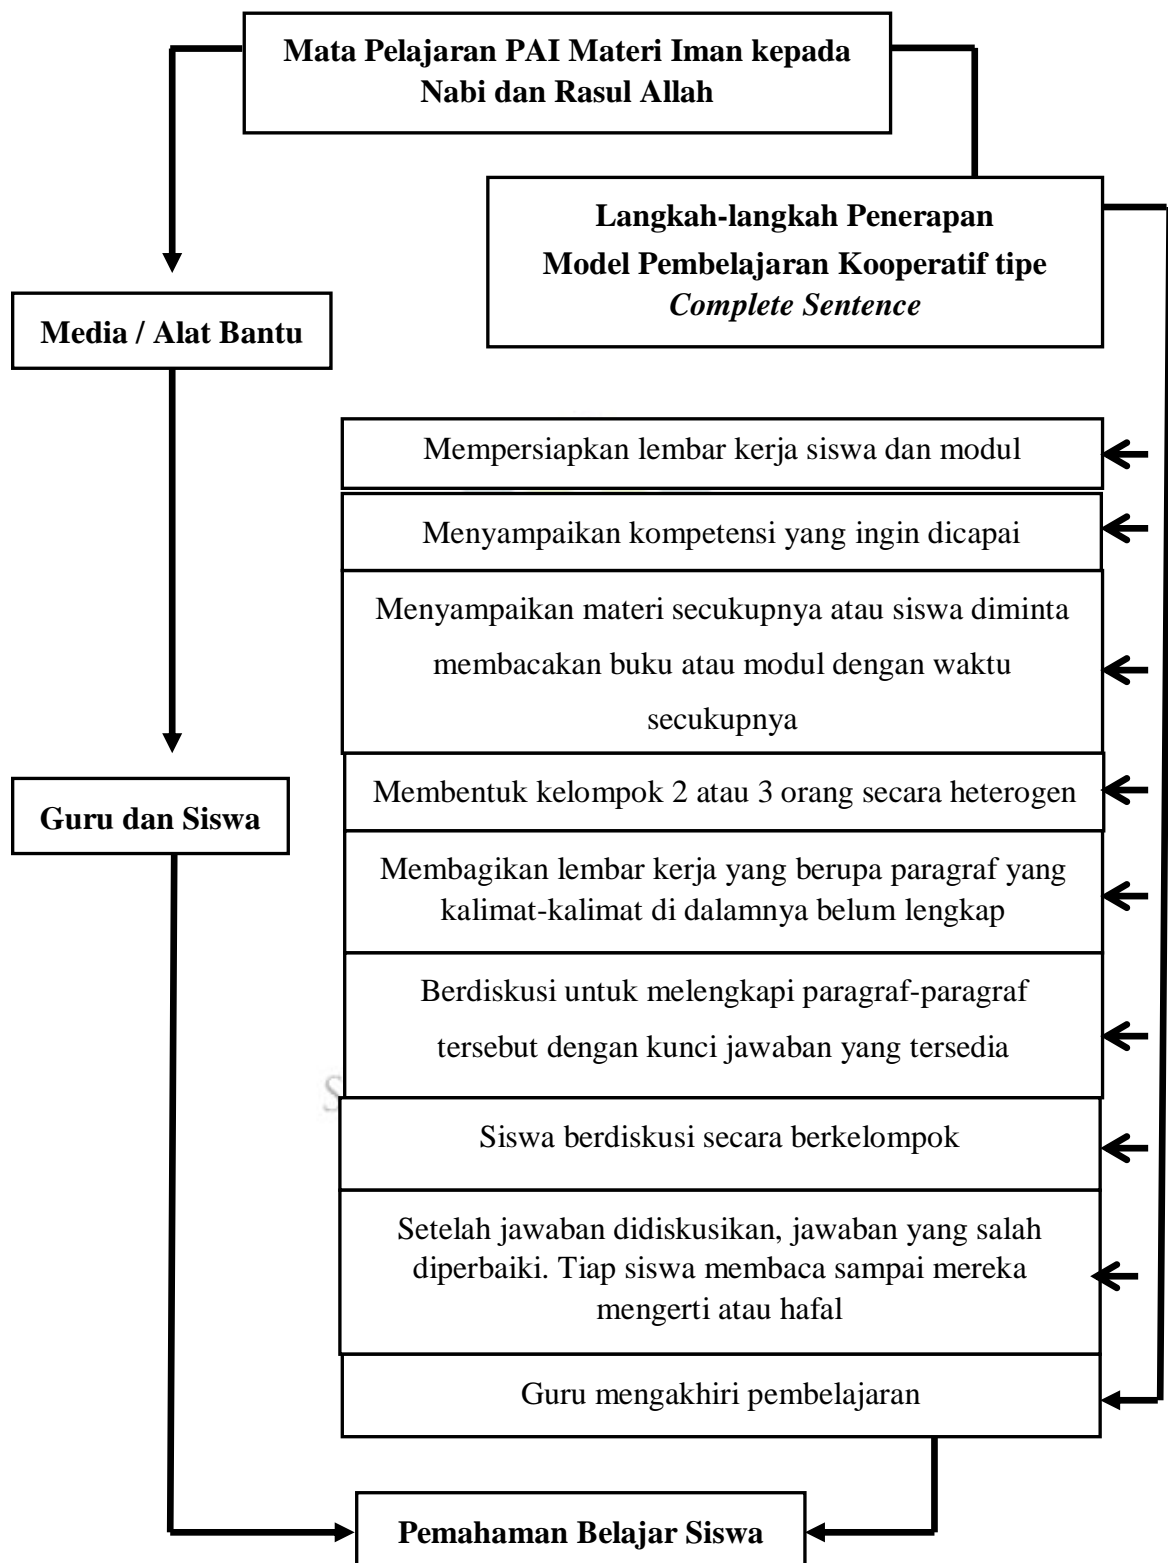 Mata Pelajaran PAI Materi Iman kepada
Nabi dan Rasul Allah
Langkah-langkah Penerapan
Model Pembelajaran Kooperatif tipe
Complete Sentence
Media / Alat Bantu
Mempersiapkan lembar kerja siswa dan modul
Menyampaikan kompetensi yang ingin dicapai
Menyampaikan materi secukupnya atau siswa diminta
membacakan buku atau modul dengan waktu
secukupnya
Membentuk kelompok 2 atau 3 orang secara heterogen
Guru dan Siswa
Membagikan lembar kerja yang berupa paragraf yang
kalimat-kalimat di dalamnya belum lengkap
Berdiskusi untuk melengkapi paragraf-paragraf
tersebut dengan kunci jawaban yang tersedia
S
Siswa berdiskusi secara berkelompok
Setelah jawaban didiskusikan, jawaban yang salah
diperbaiki. Tiap siswa membaca sampai mereka
mengerti atau hafal
Guru mengakhiri pembelajaran
Pemahaman Belajar Siswa